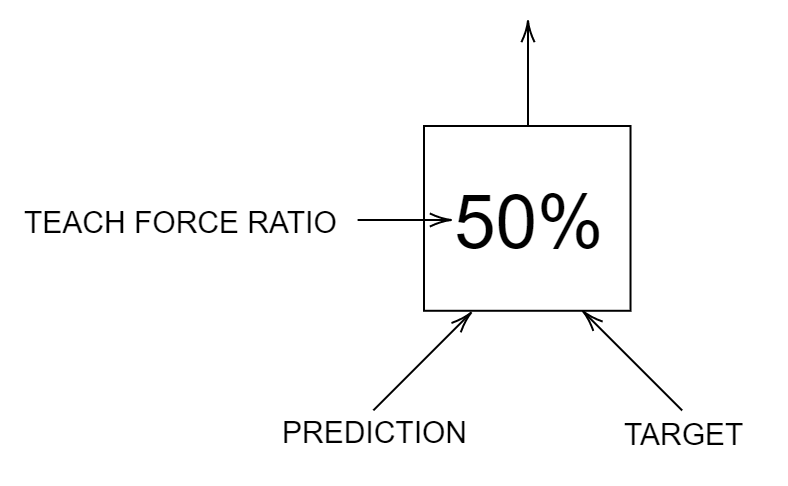 TEACH FORCE RATIO
50%
PREDICTION
TARGET